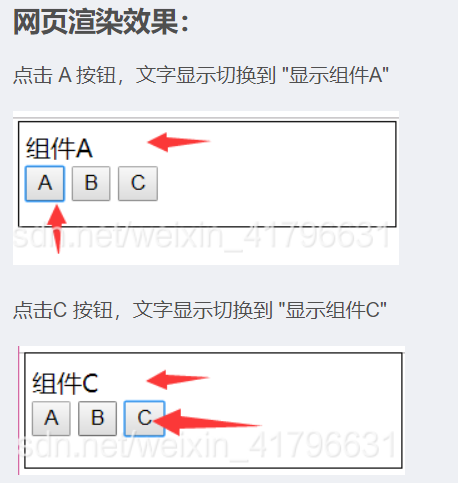 网页渲染效果：
点击 A 按钮，文字显示切换到 "显示组件A"
组件A
A B C
sdn.net/weixin_41796631
点击C 按钮，文字显示切换到 "显示组件C"
组件C
A B C
sdn.net/weixin_41796631